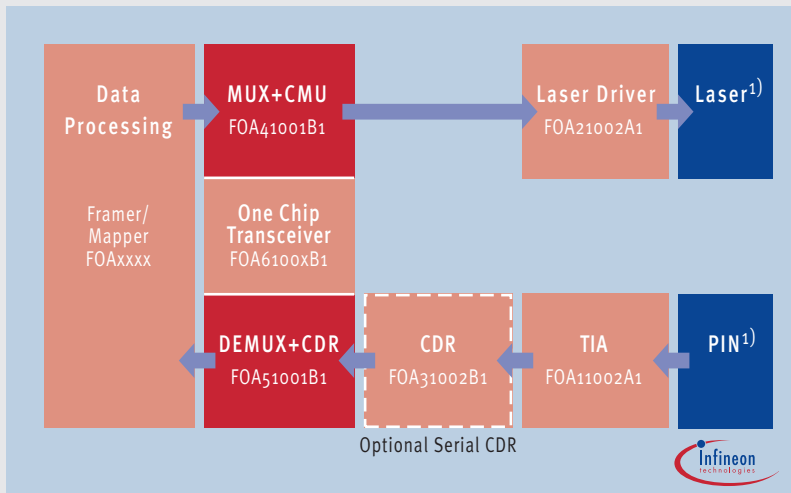 Data
Processing
MUX+CMU
FOA41001B1
Laser Driver
FOA21002A1
Laser1)
Framer/
Mapper
FOAxxxx
One Chip
Transceiver
FOA6100xB1
DEMUX+CDR
FOA51001B1
CDR
FOA31002B1
TIA
FOA11002A1
PIN1)
Optional Serial CDR
Infineon
technologies